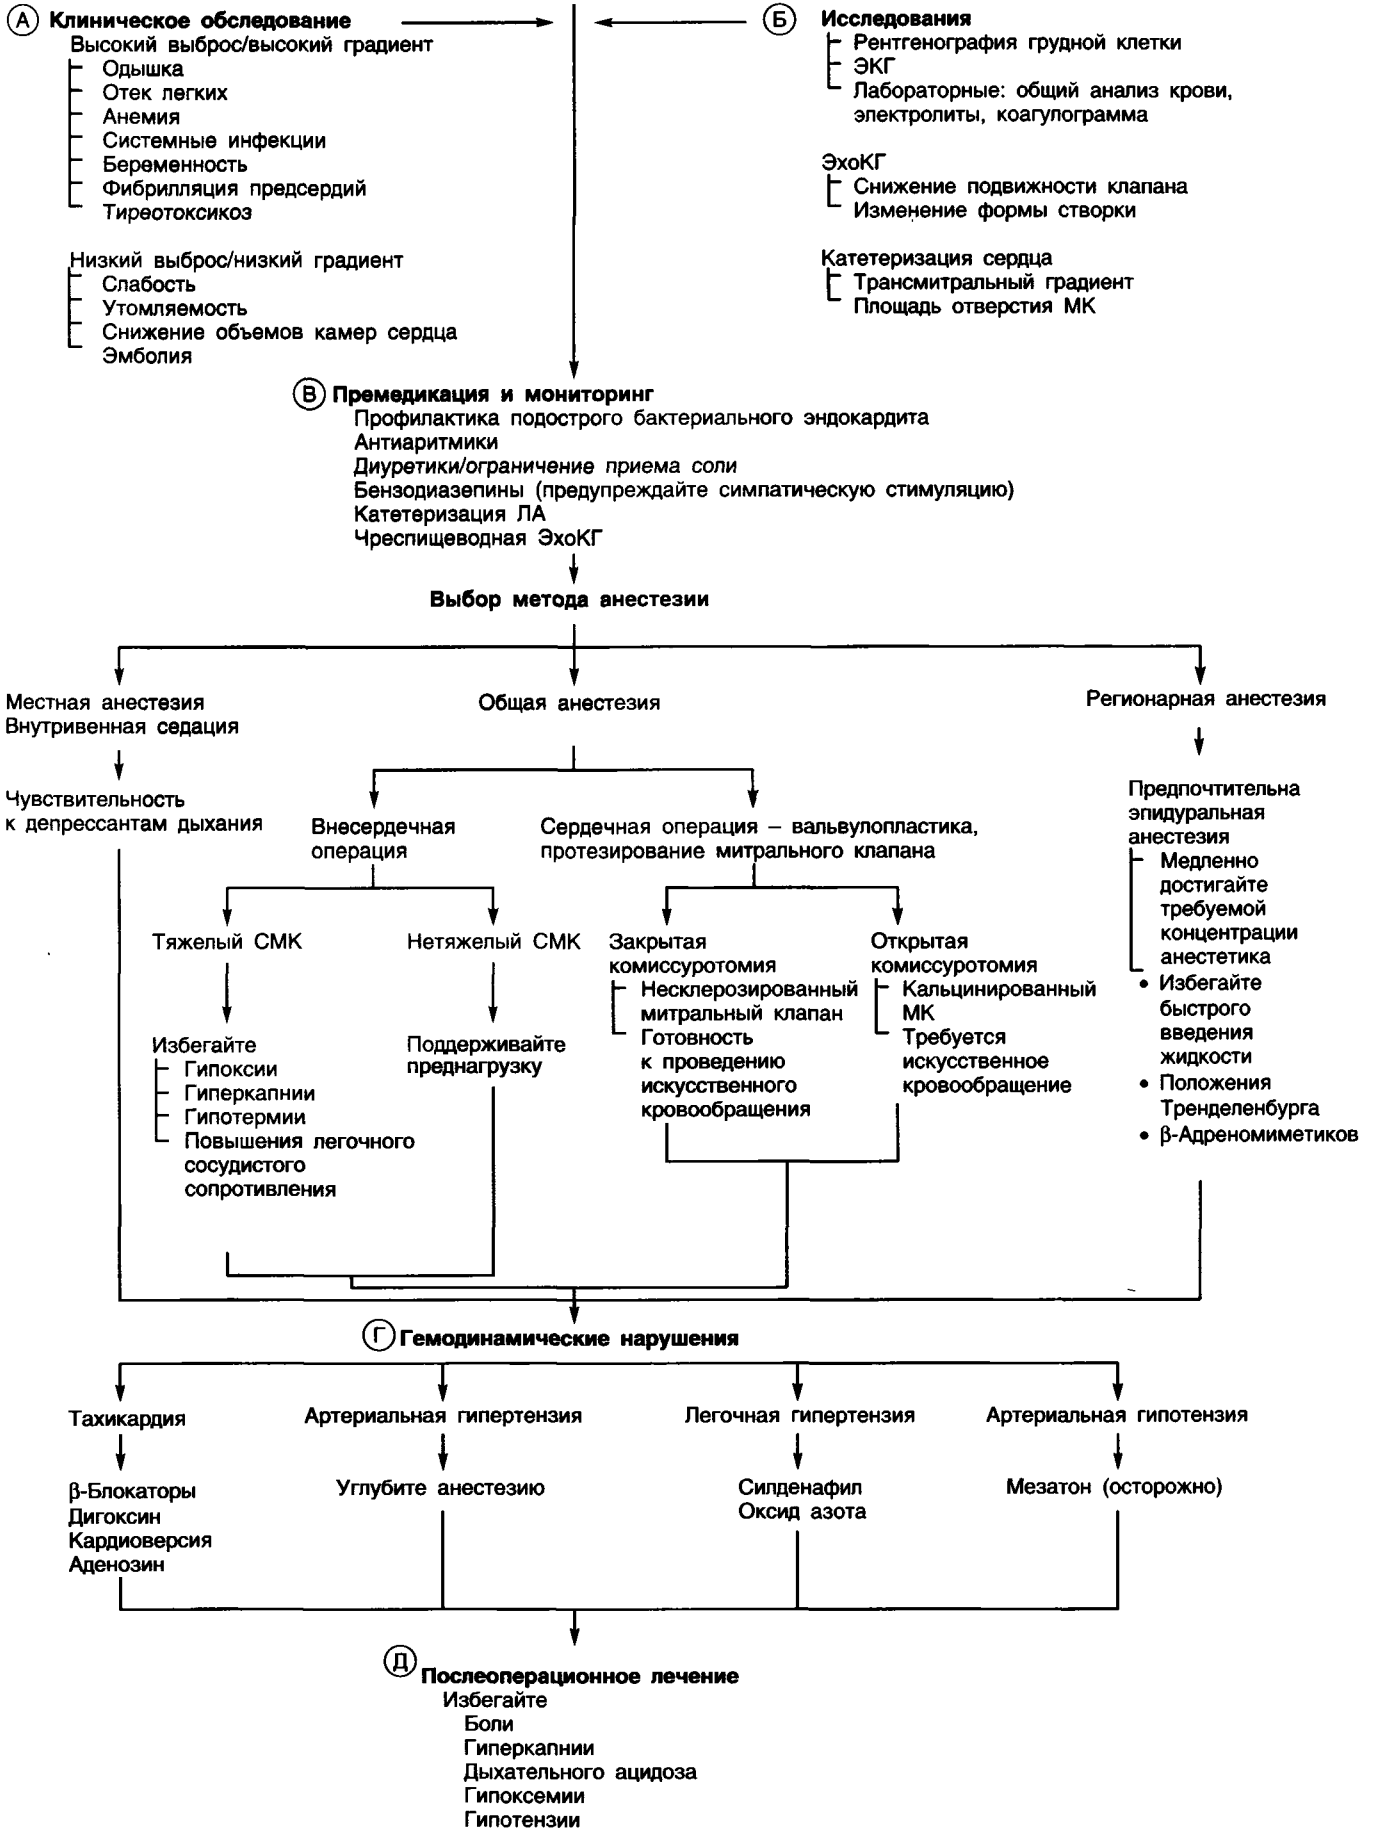 А Клиническое обследование
Высокий выброс/высокий градиент
Одышка
Отек легких
Анемия
Системные инфекции
Беременность
Фибрилляция предсердий
Тиреотоксикоз
Низкий выброс/низкий градиент
Слабость
Утомляемость
Снижение объемов камер сердца
Эмболия
Б Исследования
Рентгенография грудной клетки
ЭКГ
Лабораторные: общий анализ крови,
электролиты, коагулограмма
ЭхоКГ
Снижение подвижности клапана
Изменение формы створки
Катетеризация сердца
Трансмитральный градиент
Площадь отверстия МК
В Премедикация и мониторинг
Профилактика подострого бактериального эндокардита
Антиаритмики
Диуретики/ограничение приема соли
Бензодиазепины (предупреждайте симпатическую стимуляцию)
Катетеризация ЛА
Чреспищеводная ЭхоКГ
Выбор метода анестезии
Местная анестезия
Внутривенная седация
Чувствительность
к депрессантам дыхания
Общая анестезия
Внесердечная
операция
Тяжелый СМК
Избегайте
Гипоксии
Гиперкапнии
Гипотермии
Повышения легочного
сосудистого
сопротивления
Нетяжелый СМК
Поддерживайте
преднагрузку
Сердечная операция – вальвулопластика,
протезирование митрального клапана
Закрытая
комиссуротомия
Несклерозированный
митральный клапан
Готовность
к проведению
искусственного
кровообращения
Открытая
комиссуротомия
Кальцинированный
МК
Требуется
искусственное
кровообращение
Регионарная анестезия
Предпочтительна
эпидуральная
анестезия
Медленно
достигайте
требуемой
концентрации
анестетика
• Избегайте
быстрого
введения
жидкости
• Положения
Тренделенбурга
• β-Адреномиметиков
Г Гемодинамические нарушения
Тахикардия
β-Блокаторы
Дигоксин
Кардиоверсия
Аденозин
Артериальная гипертензия
Углубите анестезию
Легочная гипертензия
Силденафил
Оксид азота
Артериальная гипотензия
Мезатон (осторожно)
Д Послеоперационное лечение
Избегайте
Боли
Гиперкапнии
Дыхательного ацидоза
Гипоксемии
Гипотензии